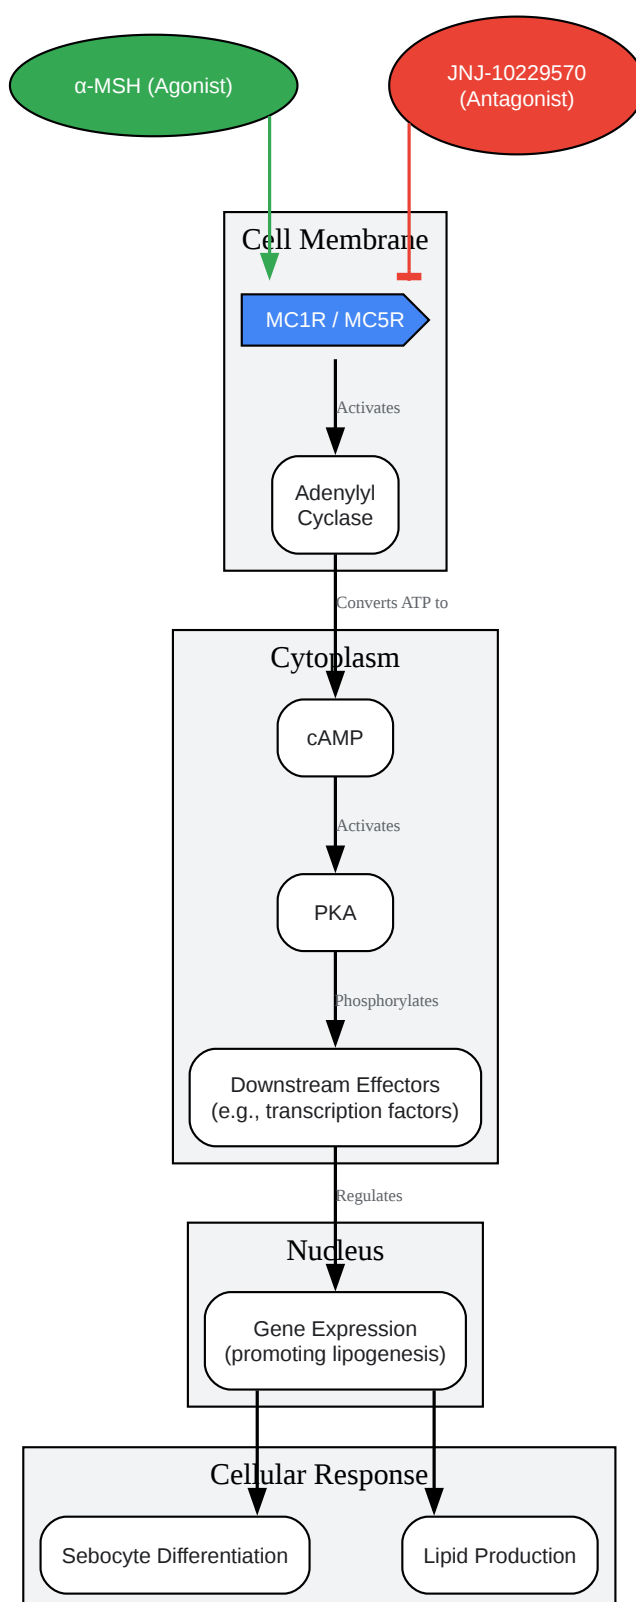 α-MSH (Agonist)
JNJ-10229570
(Antagonist)
Cell Membrane
MC1R / MC5R
Activates
Adenylyl
Cyclase
Converts ATP to
Cytoplasm
cAMP
Activates
PKA
Phosphorylates
Downstream Effectors
(e.g., transcription factors)
Regulates
Nucleus
Gene Expression
(promoting lipogenesis)
Cellular Response
Sebocyte Differentiation
Lipid Production